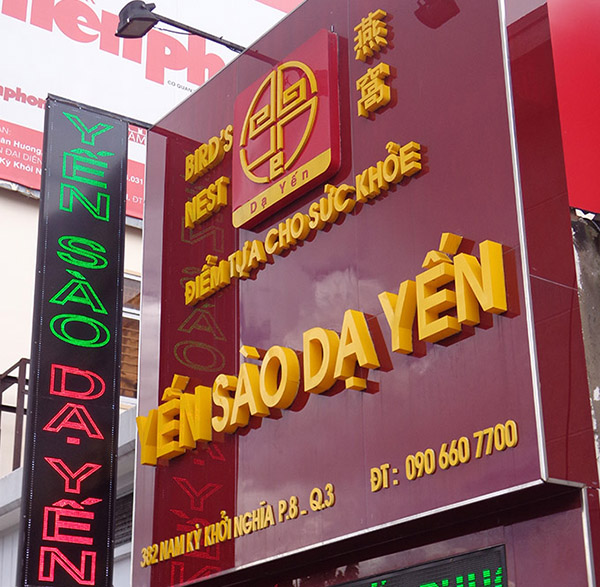 YẾN SÀO DẠ YẾN
BIRD'S
NEST
燕窩
Dạ Yến
ĐIỂM TỰA CHO SỨC KHỎE
YẾN SÀO DẠ YẾN
382 NAM KỲ KHỞI NGHĨA P.8 _ Q.3
ĐT : 090 660 7700